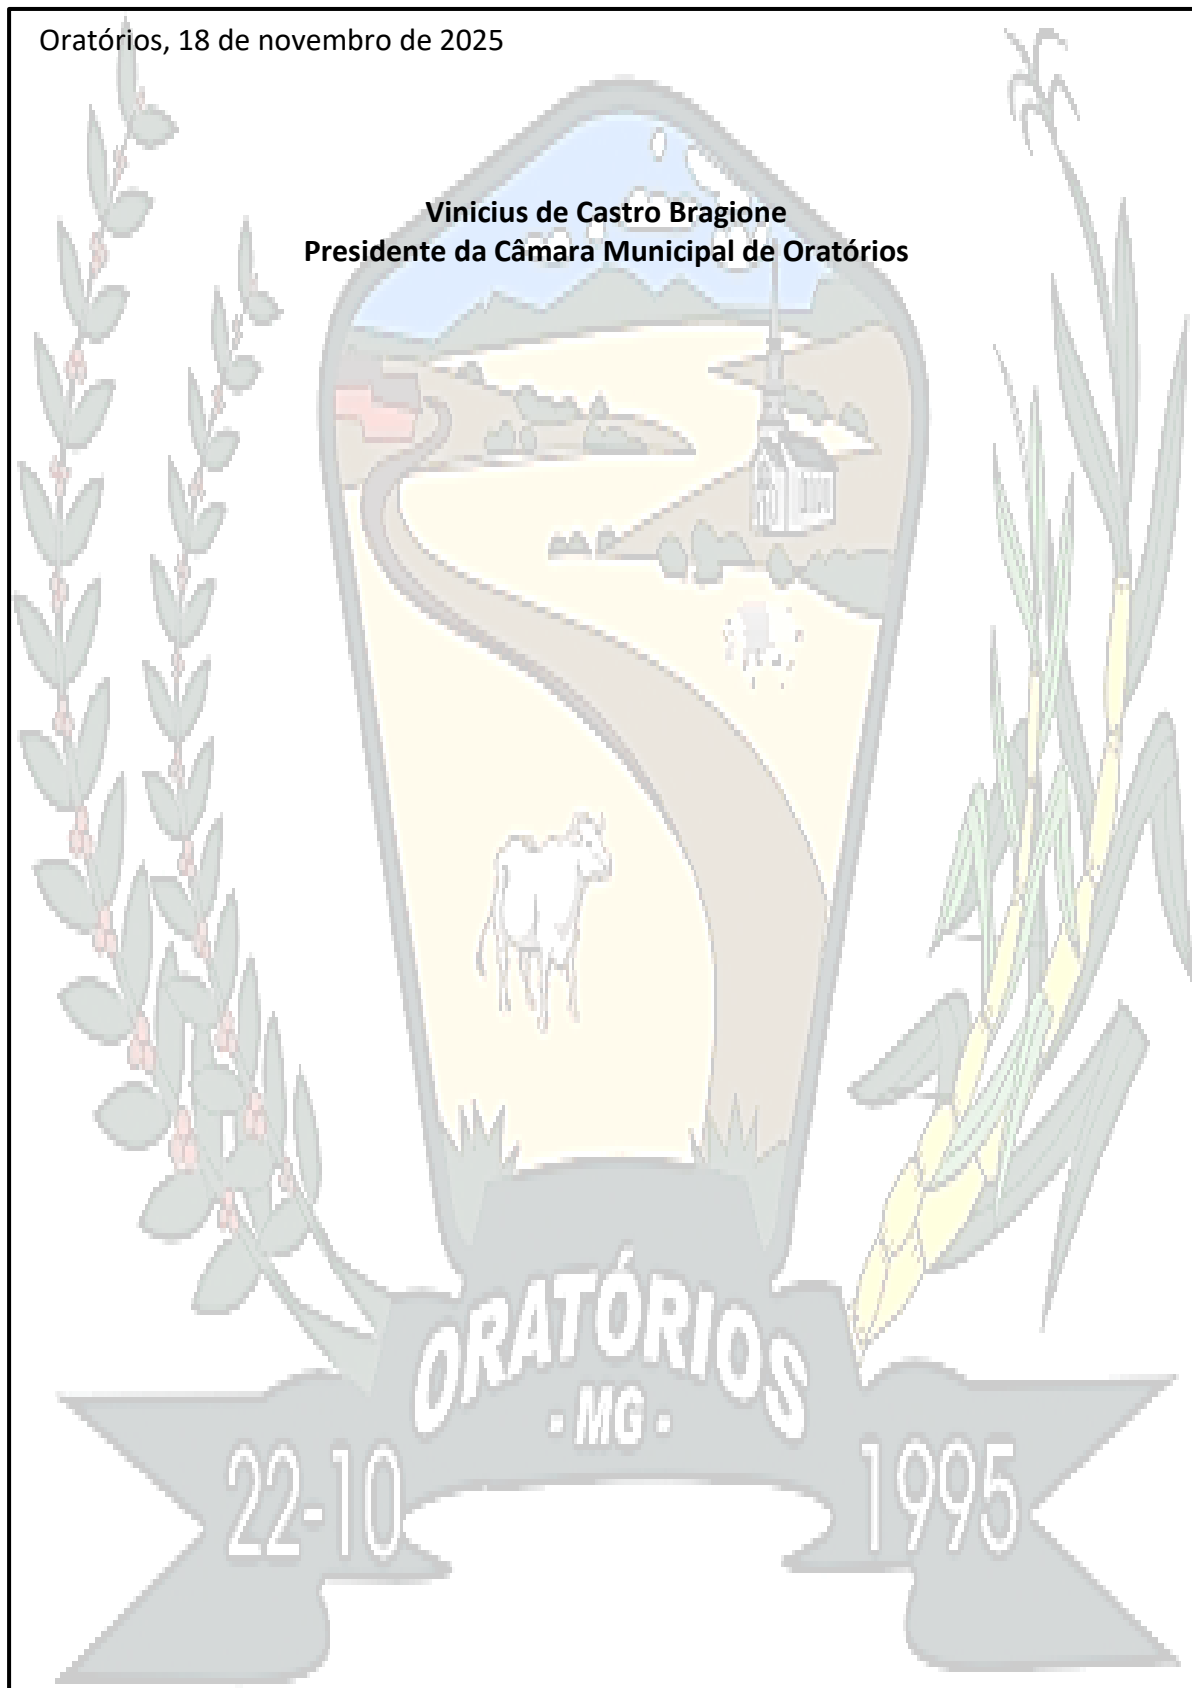 Oratórios, 18 de novembro de 2025
Vinicius de Castro Bragione
Presidente da Câmara Municipal de Oratórios
ORATÓRIOS
- MG -
22-10 1995